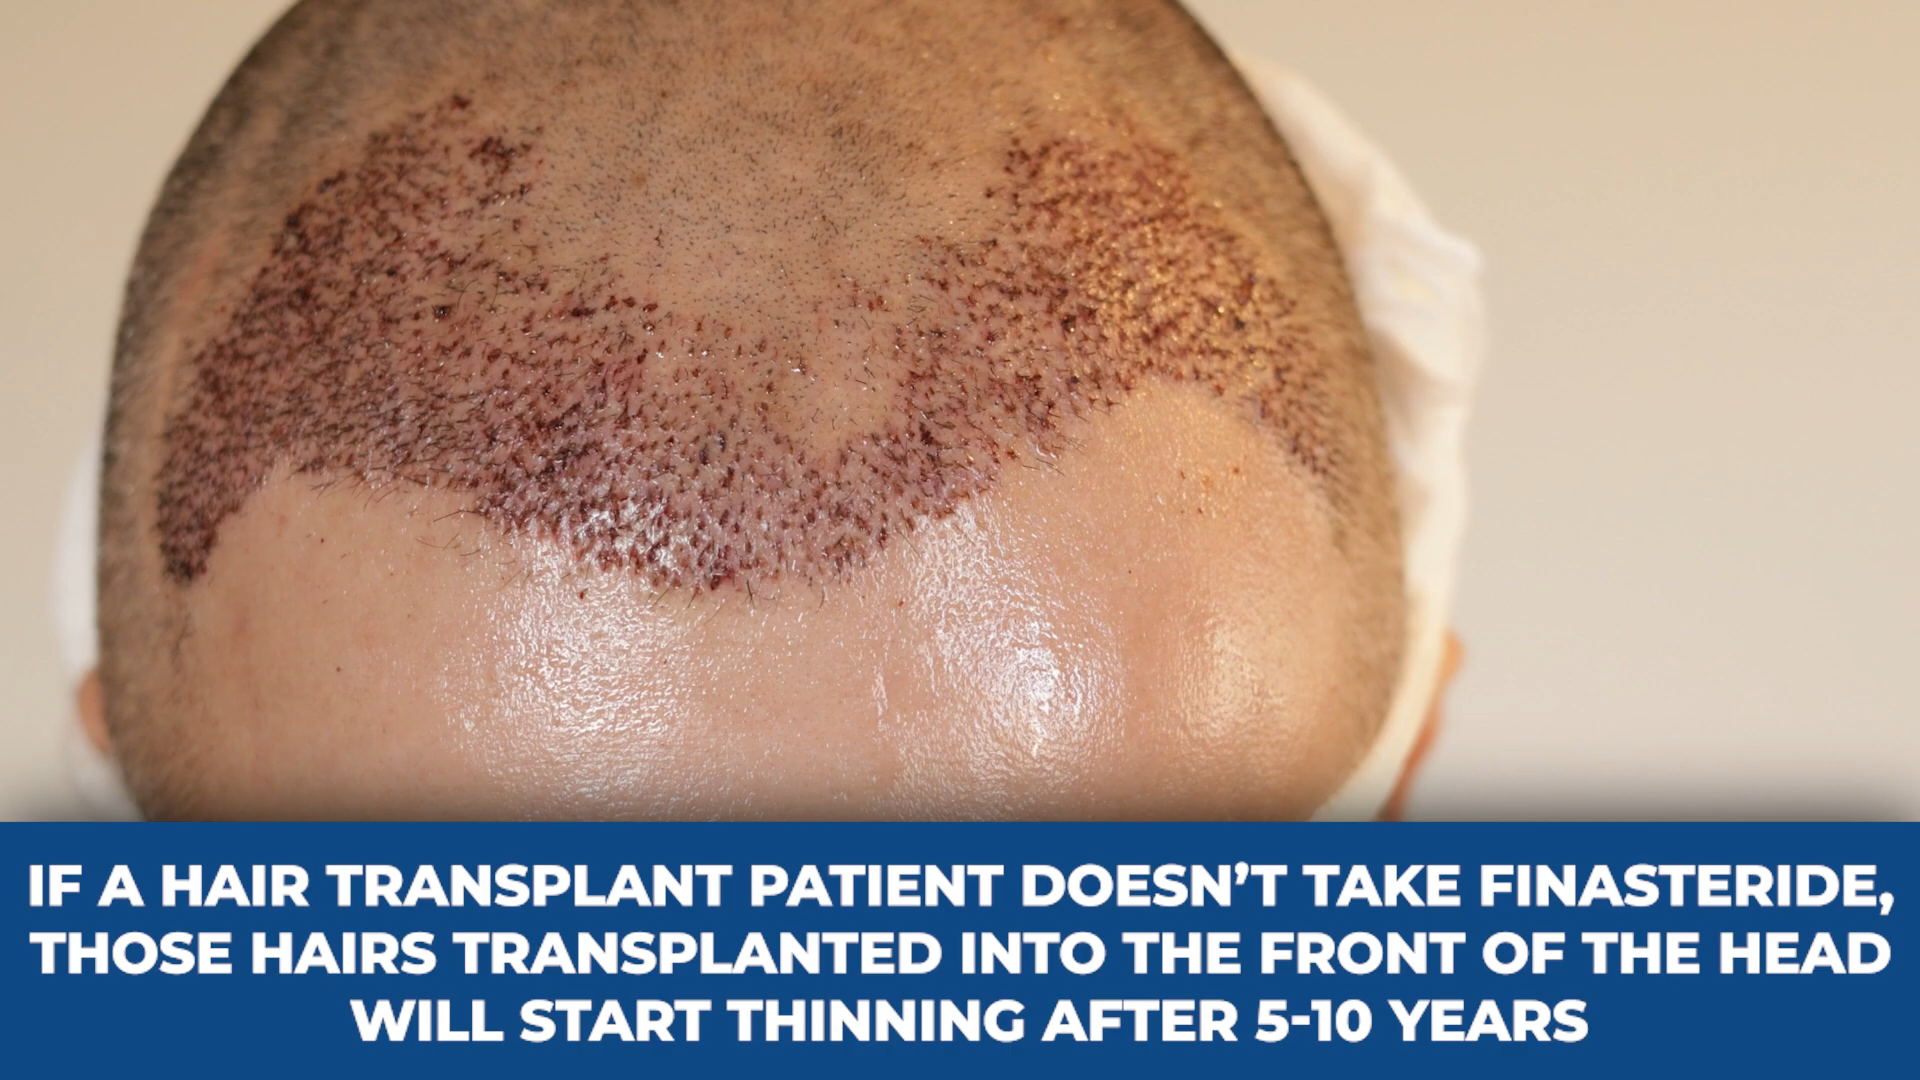 IF A HAIR TRANSPLANT PATIENT DOESN’T TAKE FINASTERIDE,
THOSE HAIRS TRANSPLANTED INTO THE FRONT OF THE HEAD
WILL START THINNING AFTER 5-10 YEARS